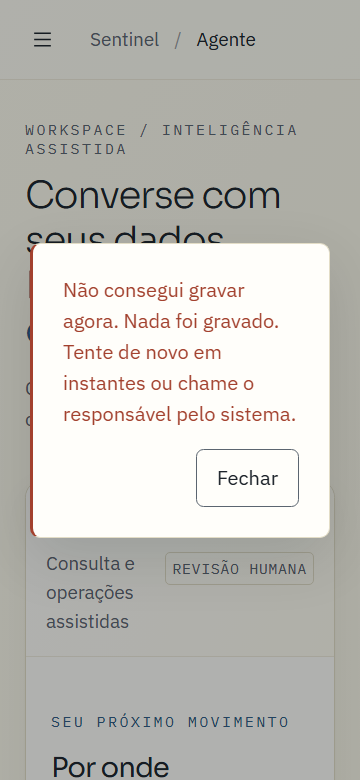 Sentinel / Agente
WORKSPACE / INTELIGÊNCIA
ASSISTIDA
Converse com
seus dados
Não consegui gravar
agora. Nada foi gravado.
Tente de novo em
instantes ou chame o
responsável pelo sistema.
Fechar
Consulta e
operações
assistidas
REVISÃO HUMANA
SEU PRÓXIMO MOVIMENTO
Por onde